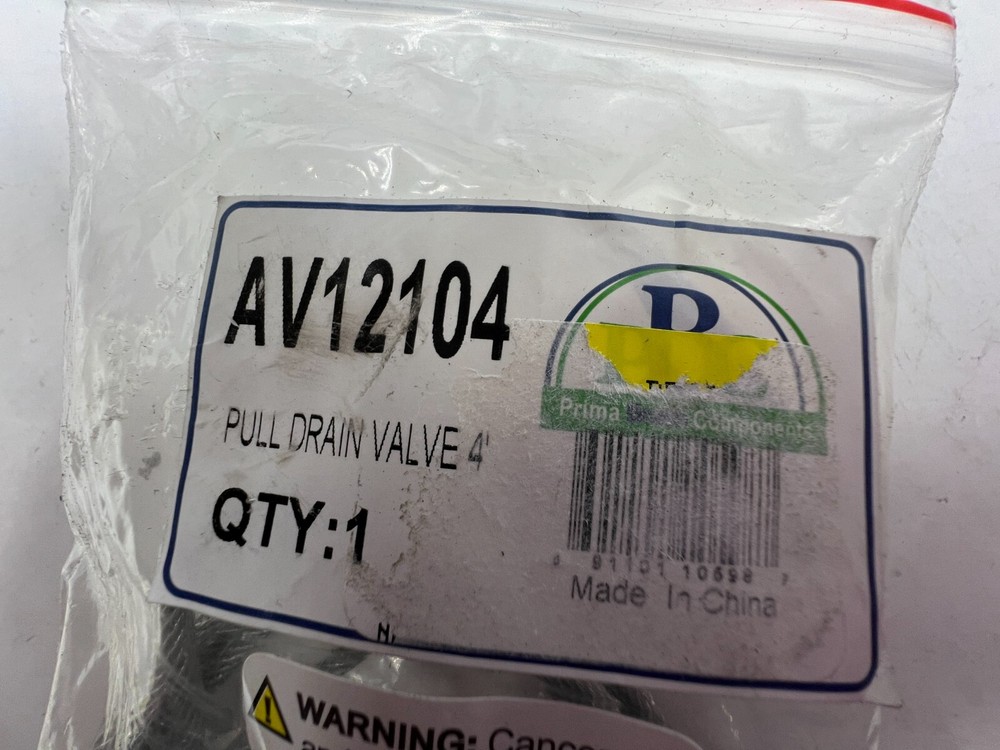 AV12104
P
Prima Components
PULL DRAIN VALVE 4'
QTY:1
Made In China
WARNING: Cance